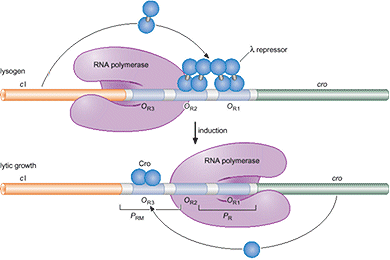 λ repressor
lysogen
RNA polymerase
cI
cro
OR3
OR2
OR1
induction
lytic growth
Cro
RNA polymerase
cI
cro
OR3
OR2
OR1
PRM
PR